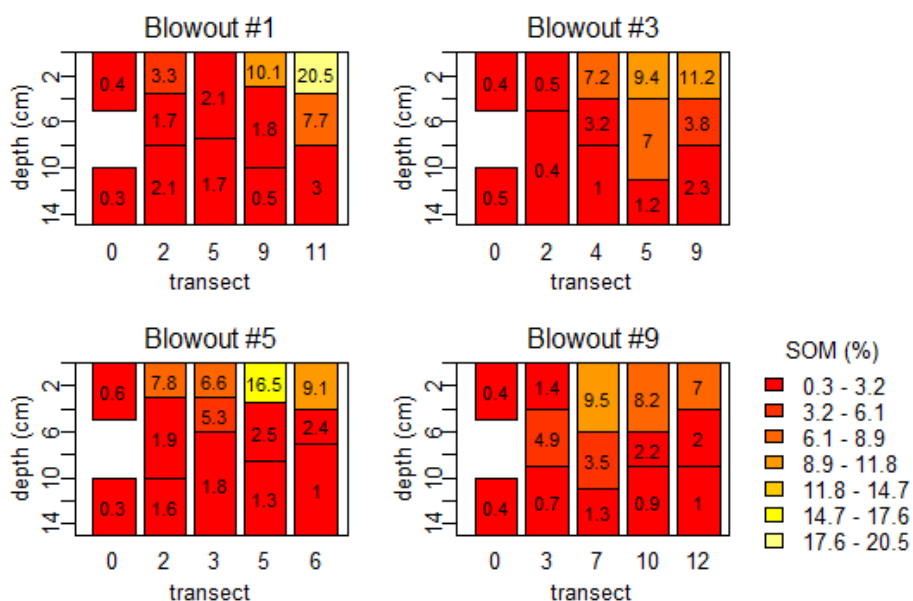 Blowout #1
depth (cm)
2
6
10
14
0.4
0.3
3.3
1.7
2.1
2.1
1.7
10.1
1.8
0.5
20.5
7.7
3
0 2 5 9 11
transect
Blowout #3
depth (cm)
2
6
10
14
0.4
0.5
0.5
0.4
7.2
3.2
1
9.4
7
1.2
11.2
3.8
2.3
0 2 4 5 9
transect
Blowout #5
depth (cm)
2
6
10
14
0.6
0.3
7.8
1.9
1.6
6.6
5.3
1.8
16.5
2.5
1.3
9.1
2.4
1
0 2 3 5 6
transect
Blowout #9
depth (cm)
2
6
10
14
0.4
0.4
1.4
4.9
0.7
9.5
3.5
1.3
8.2
2.2
0.9
7
2
1
0 3 7 10 12
transect
SOM (%)
0.3 - 3.2
3.2 - 6.1
6.1 - 8.9
8.9 - 11.8
11.8 - 14.7
14.7 - 17.6
17.6 - 20.5